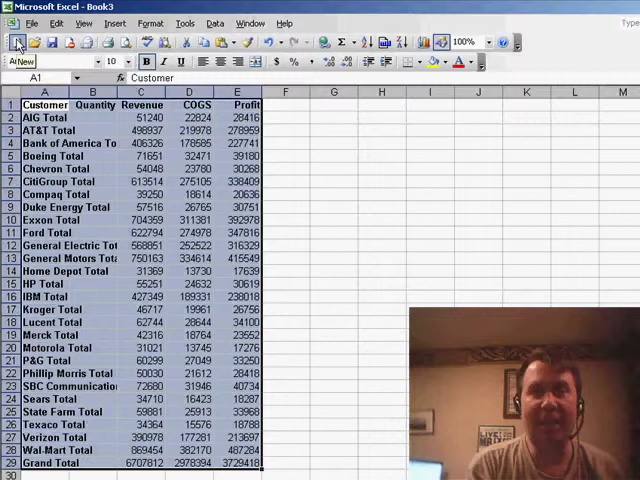 Microsoft Excel - Book3
File Edit View Insert Format Tools Data Window Help Type
100%
New
10 B I U $
A1 fx Customer
A B C D E F G H I J K L M
1 Customer Quantity Revenue COGS Profit
2 AIG Total 51240 22824 28416
3 AT&T Total 498937 219978 278959
4 Bank of America To 406326 178585 227741
5 Boeing Total 71651 32471 39180
6 Chevron Total 54048 23780 30268
7 CitiGroup Total 613514 275105 338409
8 Compaq Total 39250 18614 20636
9 Duke Energy Total 57516 26765 30751
10 Exxon Total 704359 311381 392978
11 Ford Total 622794 274978 347816
12 General Electric Tot 568851 252522 316329
13 General Motors Tot 750163 334614 415549
14 Home Depot Total 31369 13730 17639
15 HP Total 55251 24632 30619
16 IBM Total 427349 189331 238018
17 Kroger Total 46717 19961 26756
18 Lucent Total 62744 28644 34100
19 Merck Total 42316 18764 23552
20 Motorola Total 31021 13745 17276
21 P&G Total 60299 27049 33250
22 Phillip Morris Total 50030 21612 28418
23 SBC Communication 72680 31946 40734
24 Sears Total 34710 16423 18287
25 State Farm Total 59881 25913 33968
26 Texaco Total 34364 15576 18788
27 Verizon Total 390978 177281 213697
28 Wal-Mart Total 869454 382170 487284
29 Grand Total 6707812 2978394 3729418
30